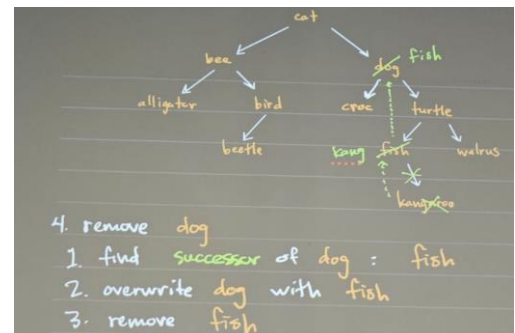 cat
bee dog fish
alligator bird croc turtle
beetle kang fish walrus
kangaroo
4. remove dog
1. find successor of dog : fish
2. overwrite dog with fish
3. remove fish